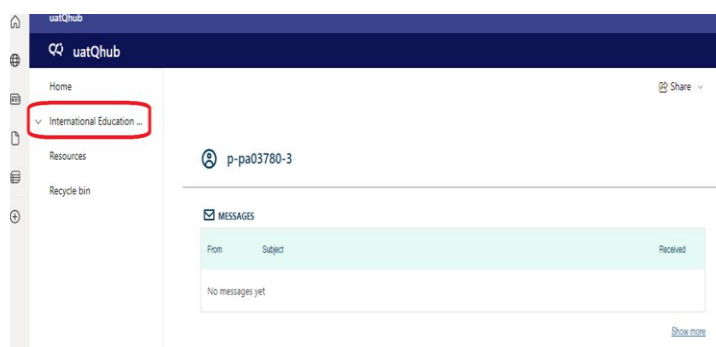 uatQhub
uatQhub
Home
Share
International Education ...
Resources
p-pa03780-3
Recycle bin
MESSAGES
From Subject Received
No messages yet
Show more